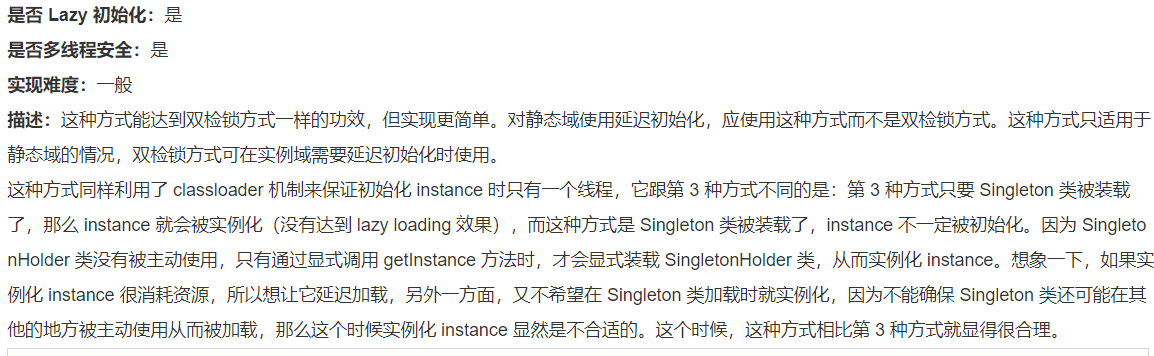 是否 Lazy 初始化：是
是否多线程安全：是
实现难度：一般
描述：这种方式能达到双检锁方式一样的功效，但实现更简单。对静态域使用延迟初始化，应使用这种方式而不是双检锁方式。这种方式只适用于
静态域的情况，双检锁方式可在实例域需要延迟初始化时使用。
这种方式同样利用了 classloader 机制来保证初始化 instance 时只有一个线程，它跟第 3 种方式不同的是：第 3 种方式只要 Singleton 类被装载
了，那么 instance 就会被实例化（没有达到 lazy loading 效果），而这种方式是 Singleton 类被装载了，instance 不一定被初始化。因为 Singleto
nHolder 类没有被主动使用，只有通过显式调用 getInstance 方法时，才会显式装载 SingletonHolder 类，从而实例化 instance。想象一下，如果实
例化 instance 很消耗资源，所以想让它延迟加载，另外一方面，又不希望在 Singleton 类加载时就实例化，因为不能确保 Singleton 类还可能在其
他的地方被主动使用从而被加载，那么这个时候实例化 instance 显然是不合适的。这个时候，这种方式相比第 3 种方式就显得很合理。